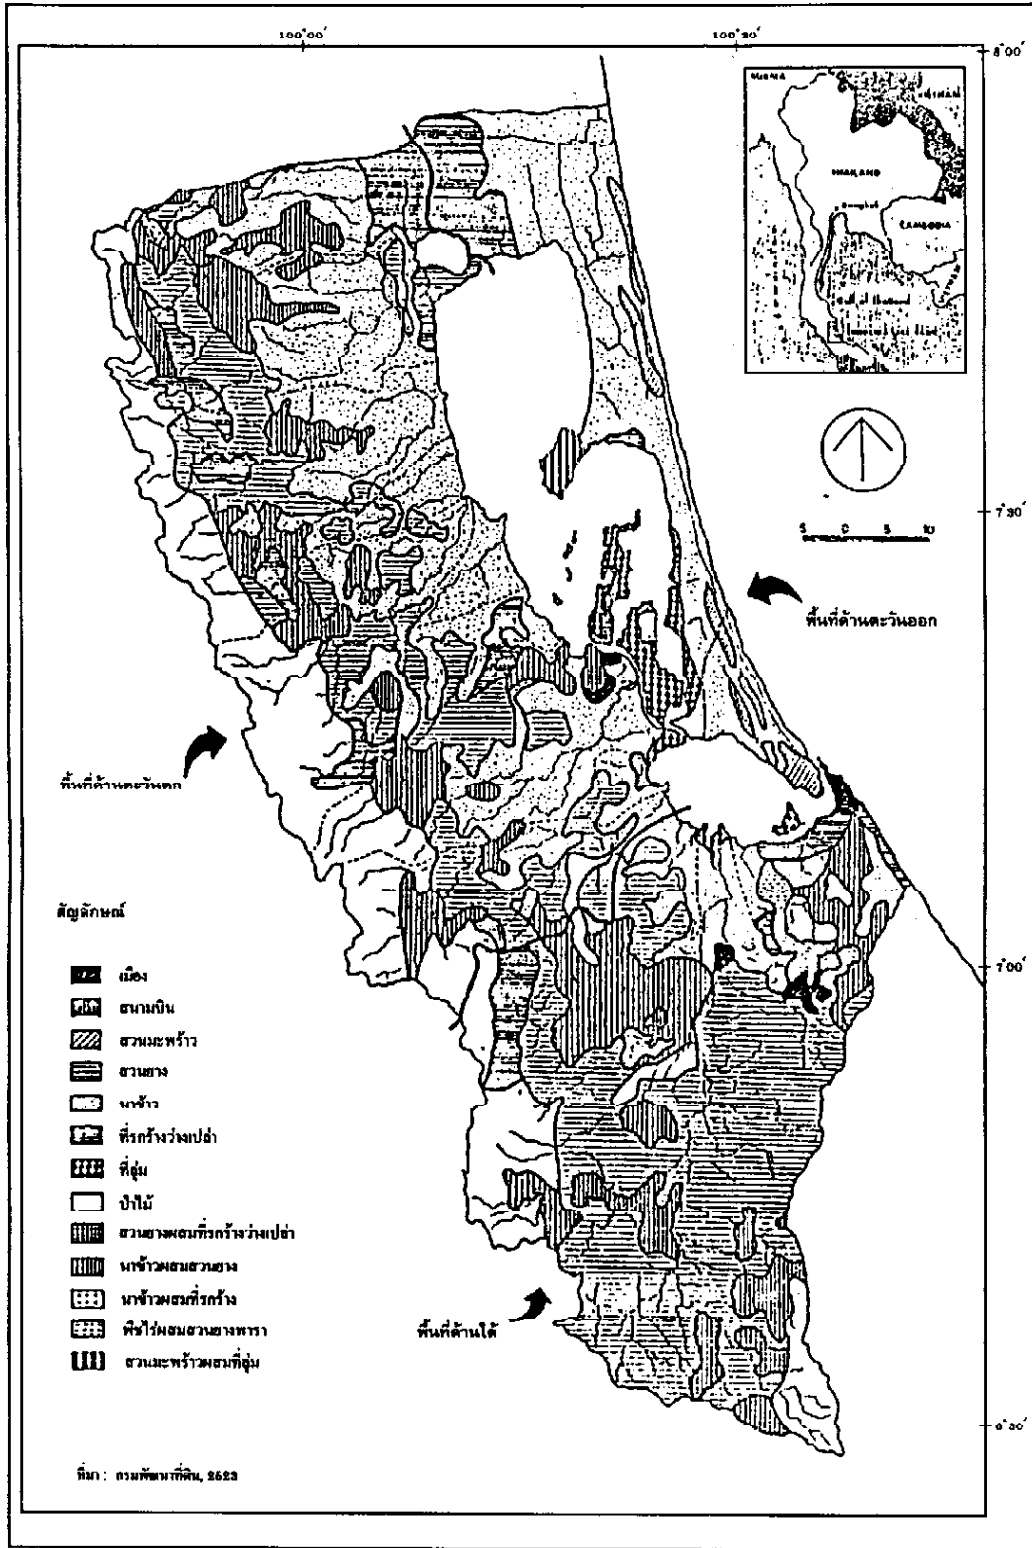 100°00'
100°30'
8°00'
THAILAND
Bangkok
CAMBODIA
Gulf of Thailand
7°30'
5 0 5 10
พื้นที่ด้านตะวันออก
พื้นที่ด้านตะวันตก
สัญลักษณ์
เมือง
สนามบิน
สวนมะพร้าว
สวนยาง
นาข้าว
ที่รกร้างว่างเปล่า
ที่ลุ่ม
ป่าไม้
สวนยางผสมที่รกร้างว่างเปล่า
นาข้าวผสมสวนยาง
นาข้าวผสมที่รกร้าง
พืชไร่ผสมสวนยางพารา
สวนมะพร้าวผสมที่ลุ่ม
7°00'
พื้นที่ด้านใต้
6°30'
ที่มา : กรมพัฒนาที่ดิน, 2523